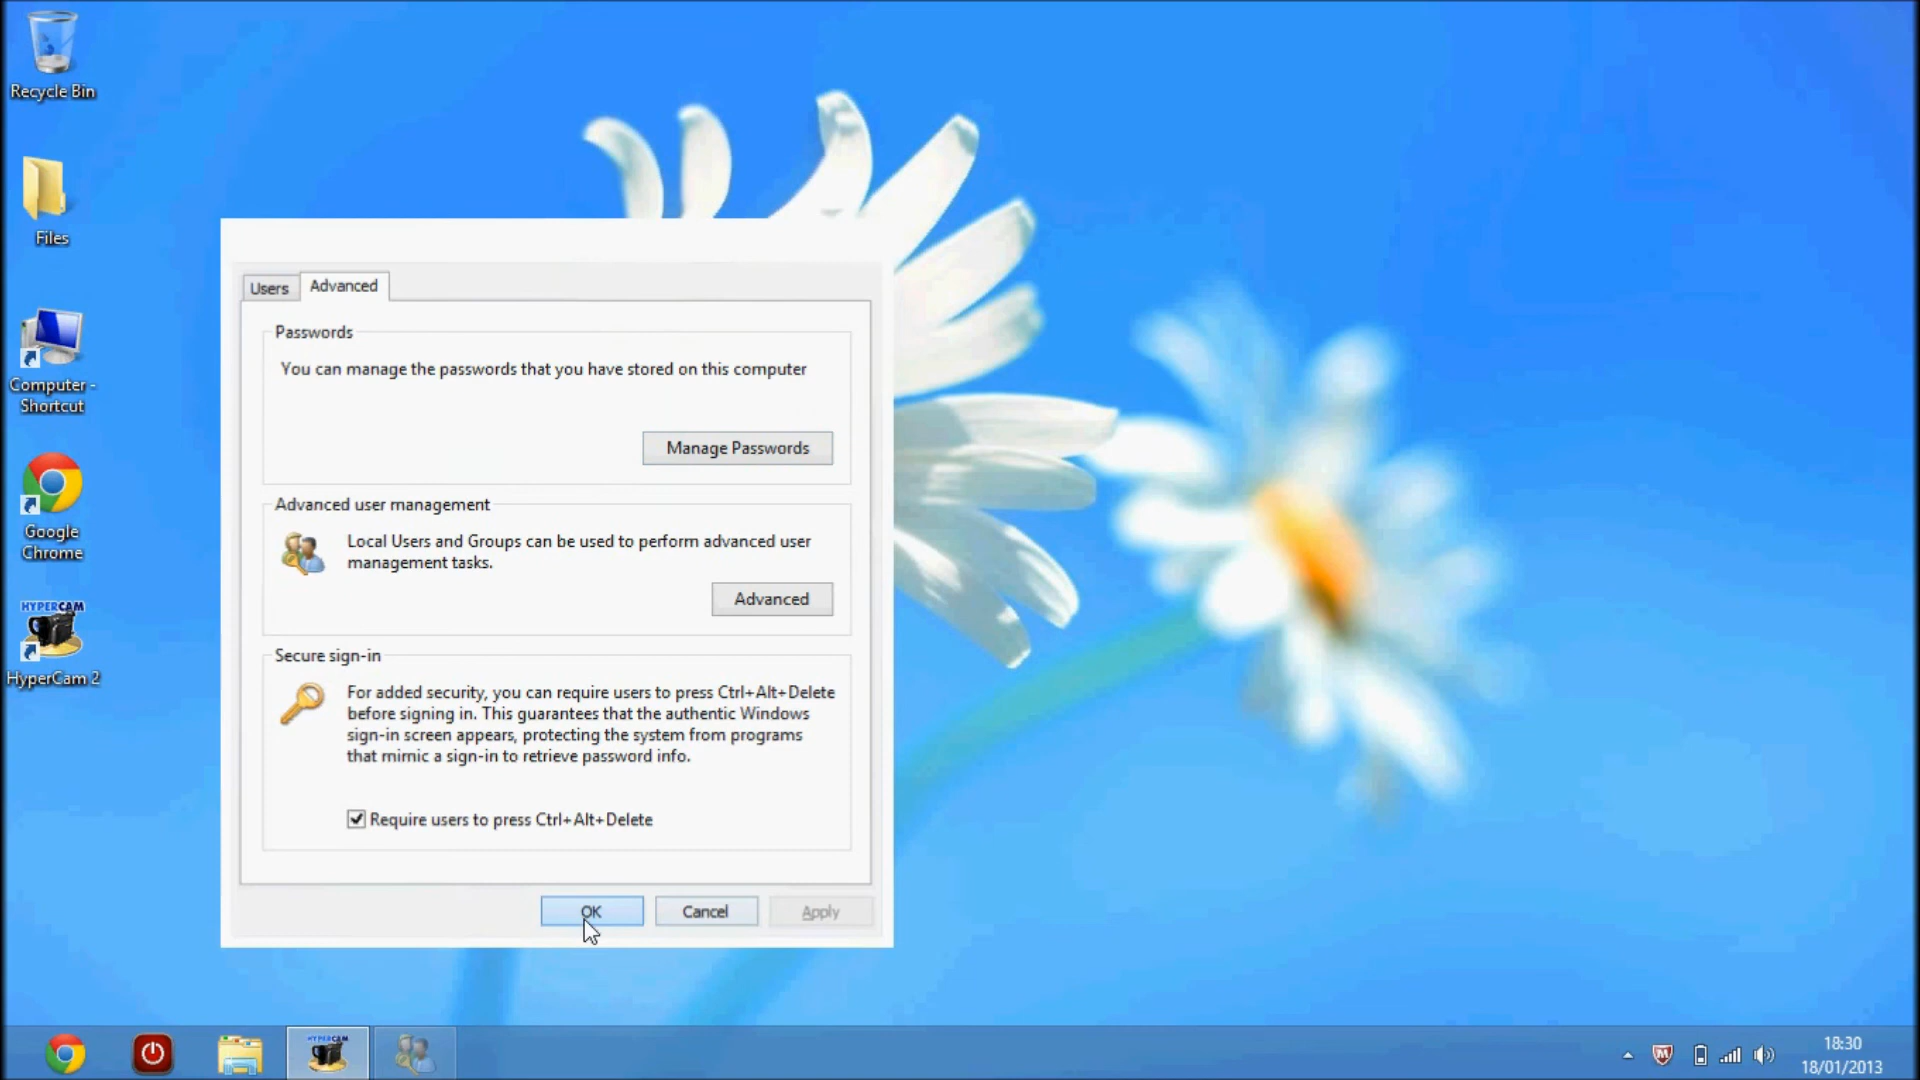 Recycle Bin
Files
Computer -
Shortcut
Google
Chrome
HYPERCAM
HyperCam 2
Users
Advanced
Passwords
You can manage the passwords that you have stored on this computer
Manage Passwords
Advanced user management
Local Users and Groups can be used to perform advanced user
management tasks.
Advanced
Secure sign-in
For added security, you can require users to press Ctrl+Alt+Delete
before signing in. This guarantees that the authentic Windows
sign-in screen appears, protecting the system from programs
that mimic a sign-in to retrieve password info.
Require users to press Ctrl+Alt+Delete
OK
Cancel
Apply
HYPERCAM
18:30
18/01/2013